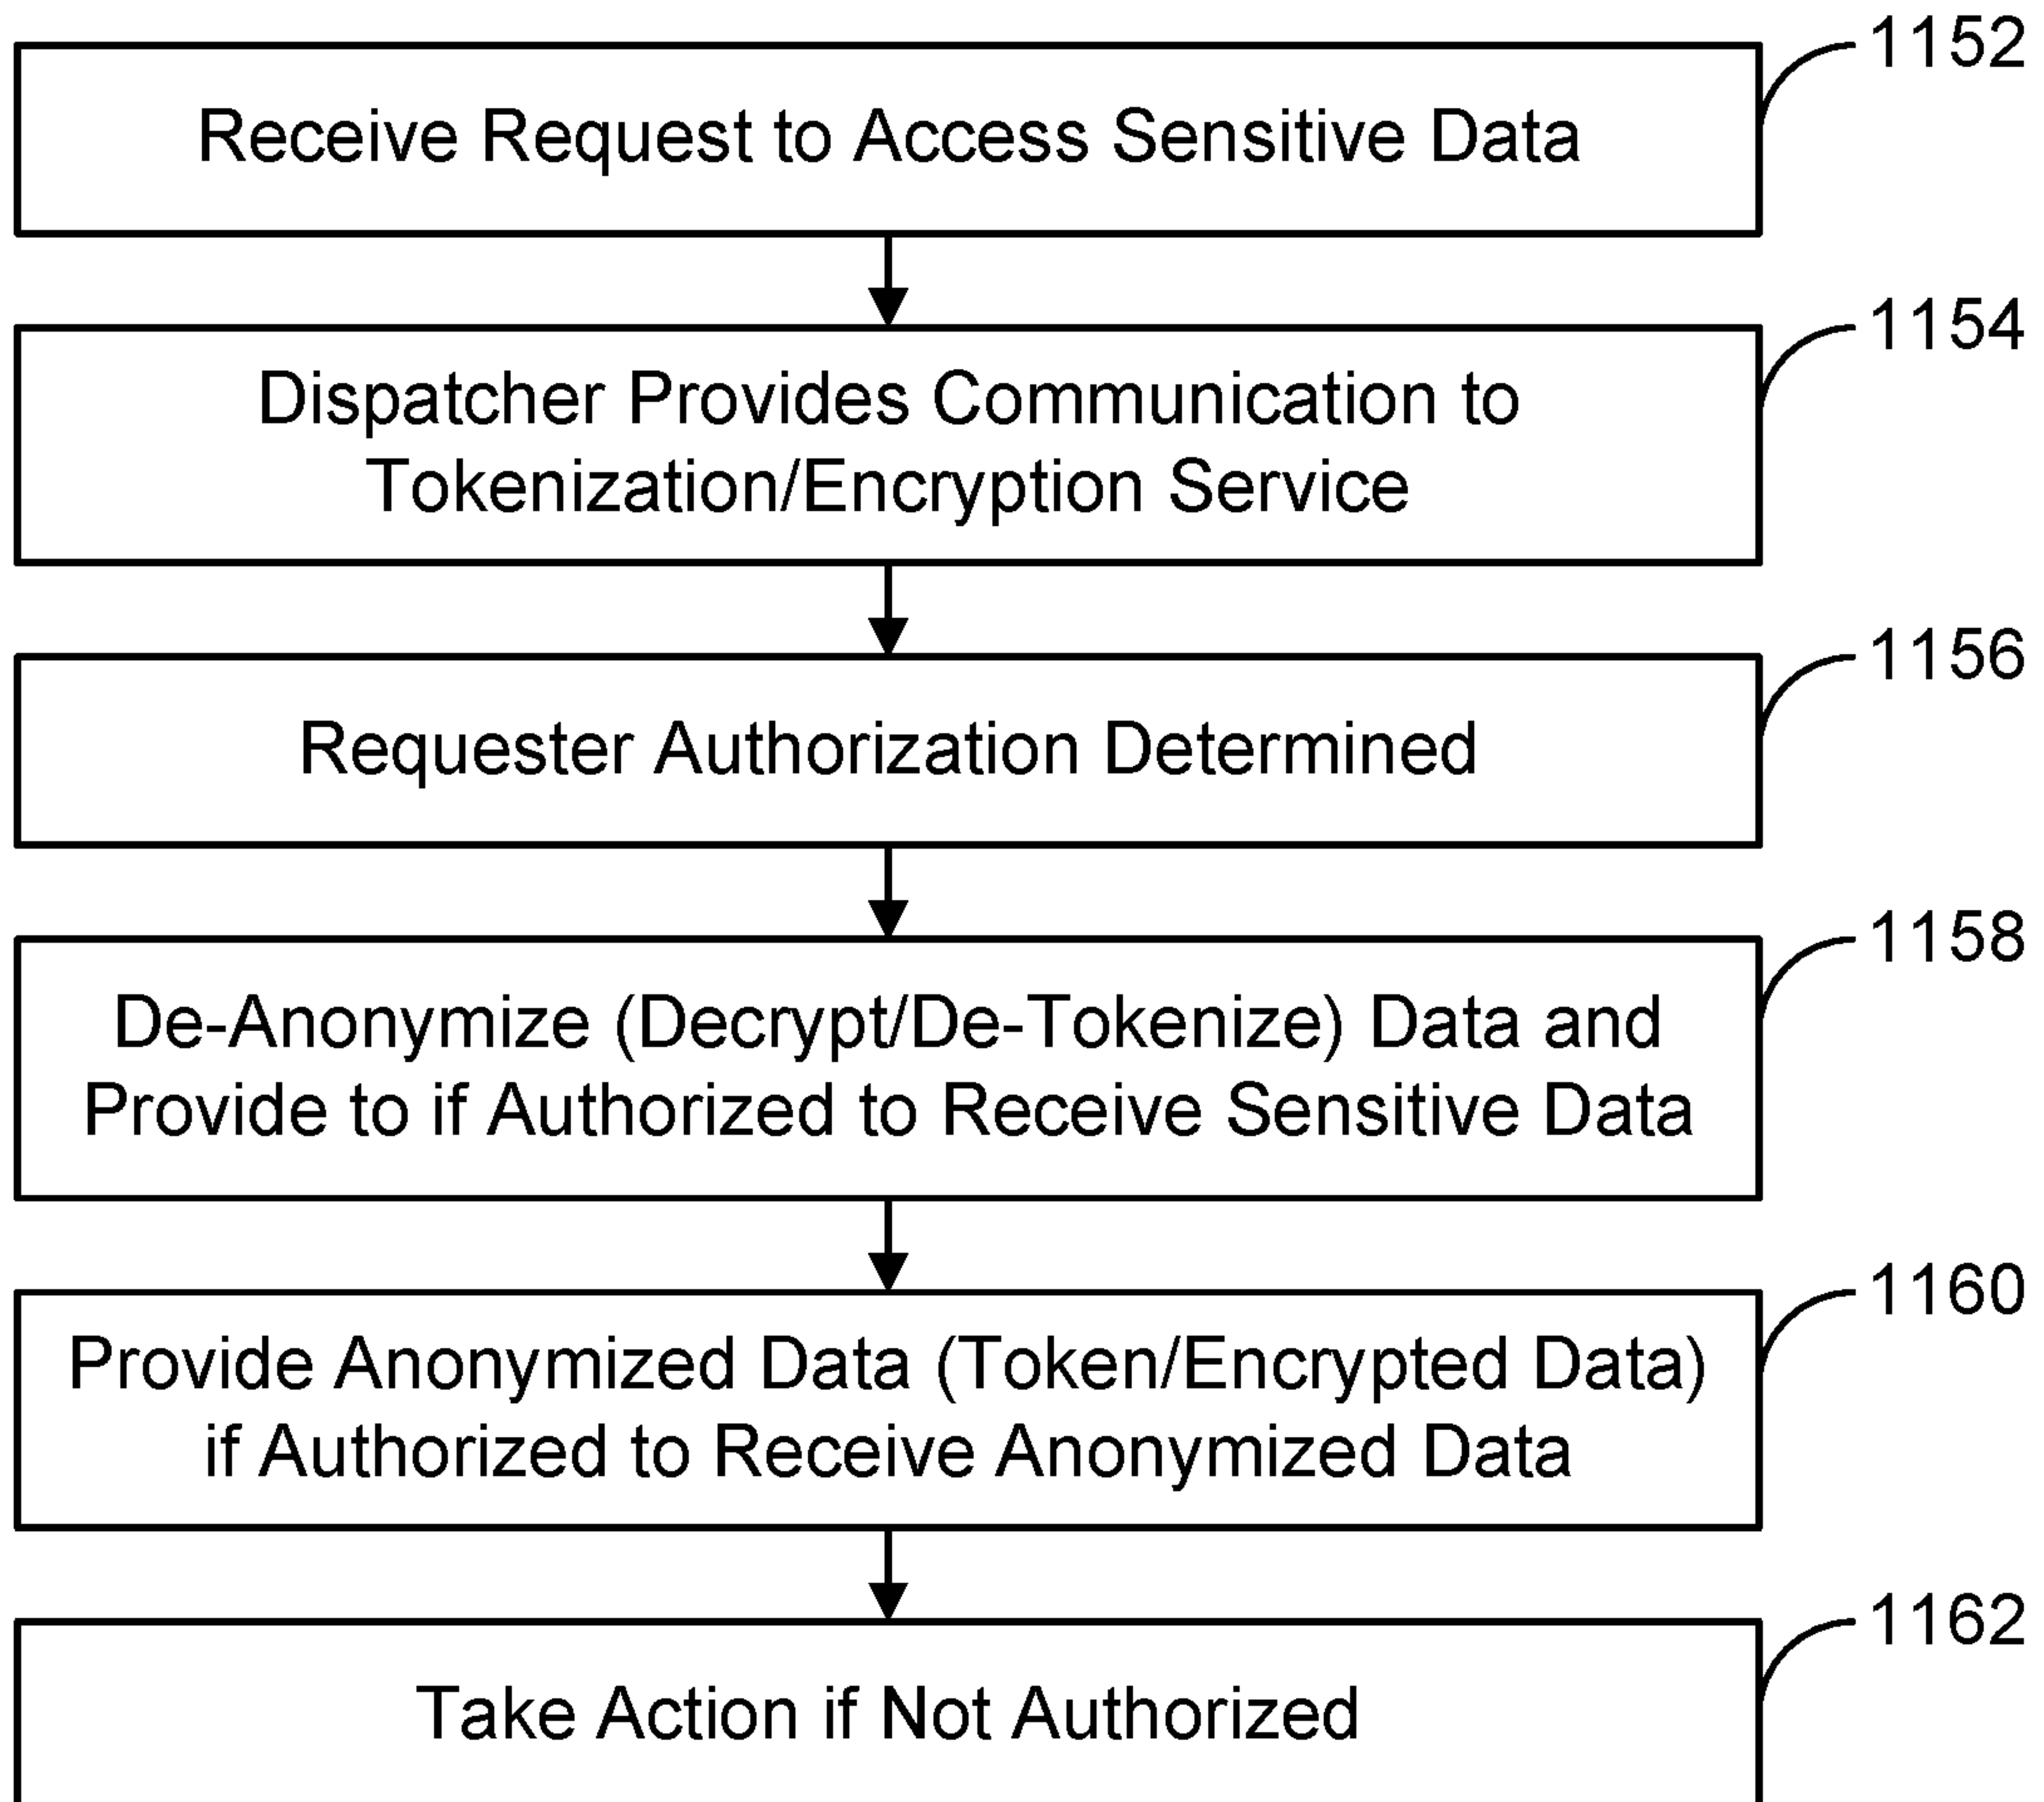 1152
Receive Request to Access Sensitive Data
1154
Dispatcher Provides Communication to
Tokenization/Encryption Service
1156
Requester Authorization Determined
1158
De-Anonymize (Decrypt/De-Tokenize) Data and
Provide to if Authorized to Receive Sensitive Data
1160
Provide Anonymized Data (Token/Encrypted Data)
if Authorized to Receive Anonymized Data
1162
Take Action if Not Authorized